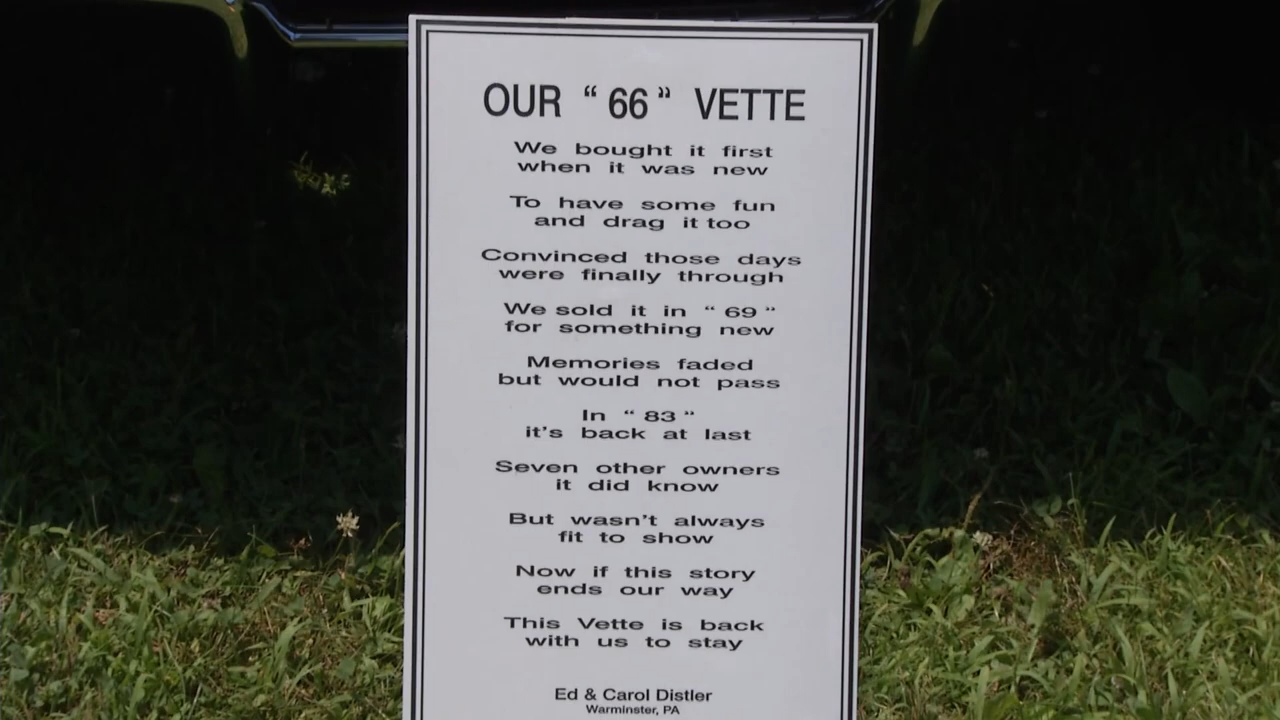 OUR “ 66 ” VETTE
We bought it first
when it was new
To have some fun
and drag it too
Convinced those days
were finally through
We sold it in “ 69 ”
for something new
Memories faded
but would not pass
In “ 83 ”
it’s back at last
Seven other owners
it did know
But wasn’t always
fit to show
Now if this story
ends our way
This Vette is back
with us to stay
Ed & Carol Distler
Warminster, PA